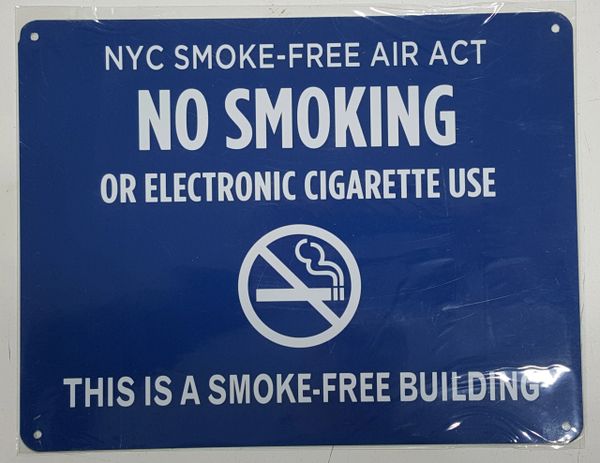 NYC SMOKE-FREE AIR ACT
NO SMOKING
OR ELECTRONIC CIGARETTE USE
THIS IS A SMOKE-FREE BUILDING